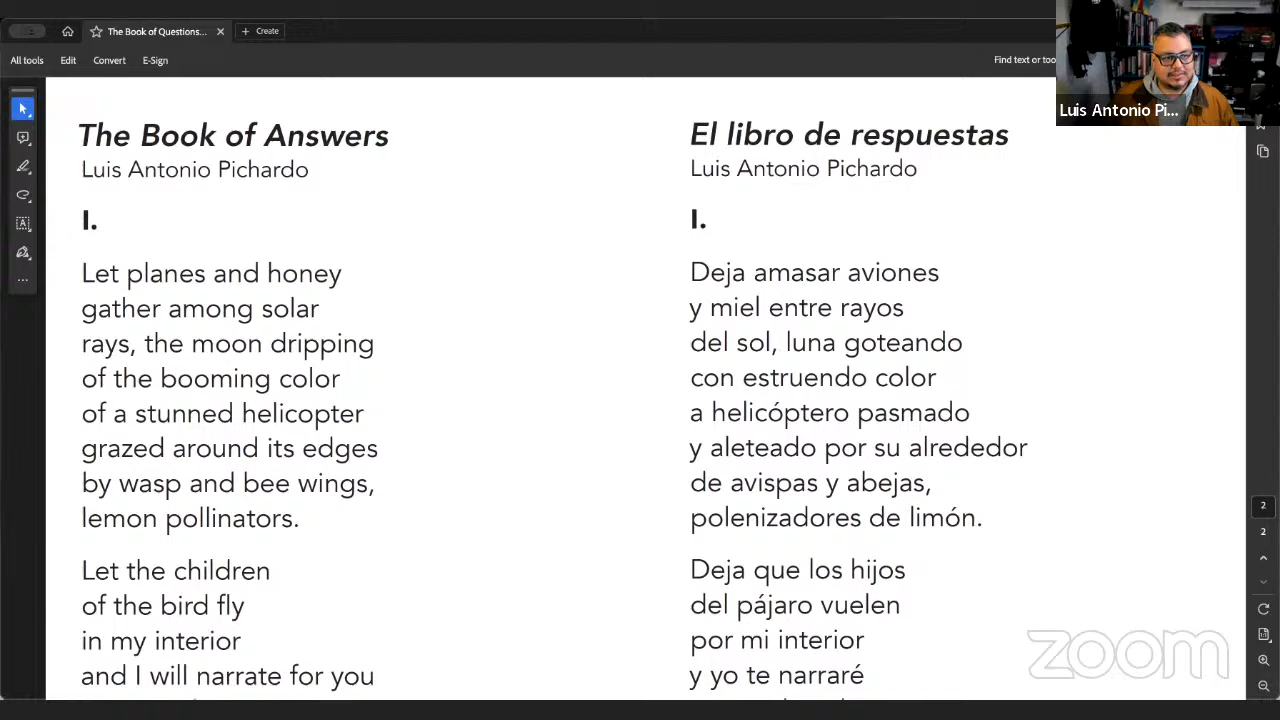 The Book of Questions...
Create
All tools
Edit
Convert
E-Sign
Find text or too
Luis Antonio Pi...
The Book of Answers
Luis Antonio Pichardo
I.
Let planes and honey
gather among solar
rays, the moon dripping
of the booming color
of a stunned helicopter
grazed around its edges
by wasp and bee wings,
lemon pollinators.
Let the children
of the bird fly
in my interior
and I will narrate for you
El libro de respuestas
Luis Antonio Pichardo
I.
Deja amasar aviones
y miel entre rayos
del sol, luna goteando
con estruendo color
a helicóptero pasmado
y aleteado por su alrededor
de avispas y abejas,
polenizadores de limón.
Deja que los hijos
del pájaro vuelen
por mi interior
y yo te narraré
2
2
zoom